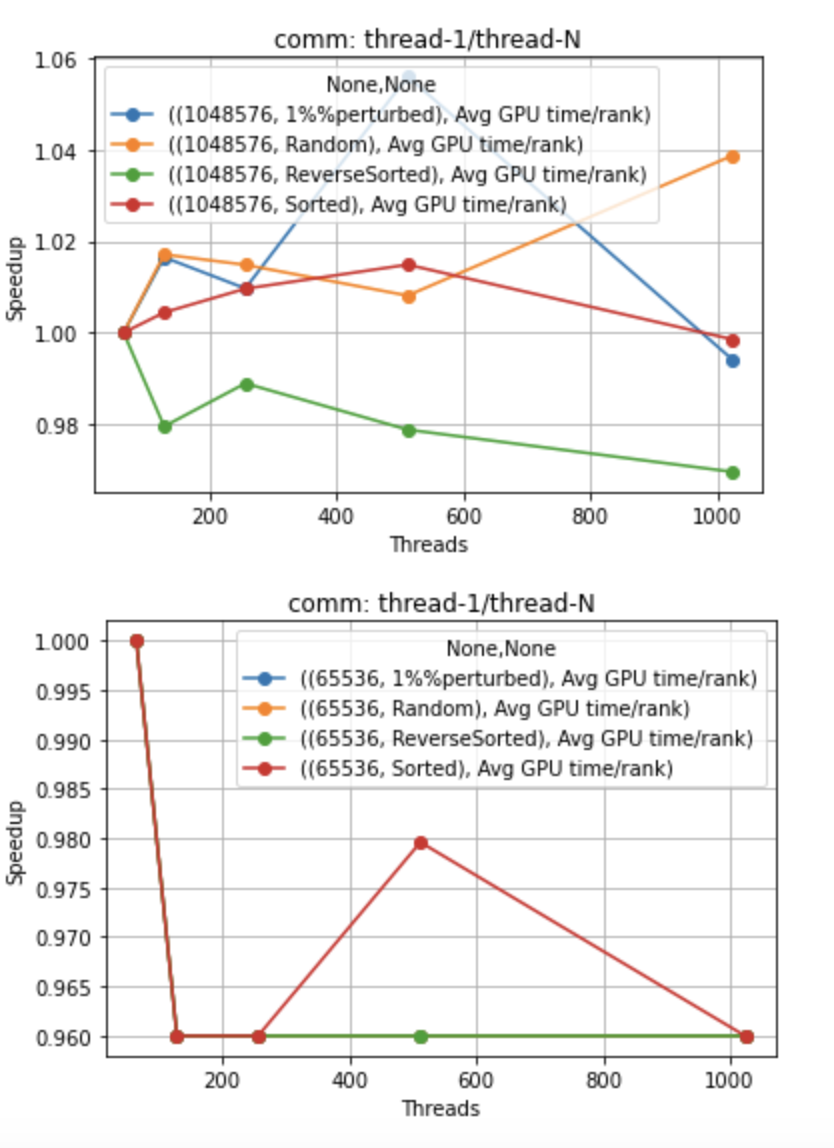 comm: thread-1/thread-N
1.06
1.04
1.02
1.00
0.98
Speedup
None,None
((1048576, 1%%perturbed), Avg GPU time/rank)
((1048576, Random), Avg GPU time/rank)
((1048576, ReverseSorted), Avg GPU time/rank)
((1048576, Sorted), Avg GPU time/rank)
200 400 600 800 1000
Threads
comm: thread-1/thread-N
1.000
0.995
0.990
0.985
0.980
0.975
0.970
0.965
0.960
Speedup
None,None
((65536, 1%%perturbed), Avg GPU time/rank)
((65536, Random), Avg GPU time/rank)
((65536, ReverseSorted), Avg GPU time/rank)
((65536, Sorted), Avg GPU time/rank)
200 400 600 800 1000
Threads